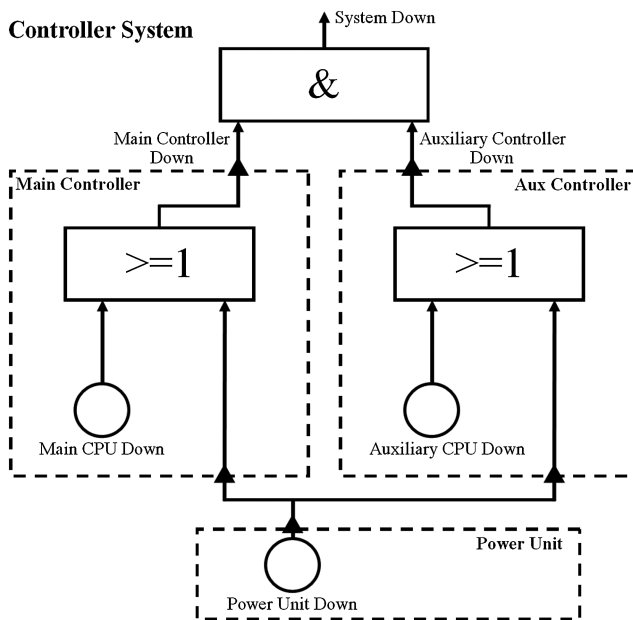 Controller System
System Down
&
Main Controller
Down
Auxiliary Controller
Down
Main Controller
Aux Controller
>=1
>=1
Main CPU Down
Auxiliary CPU Down
Power Unit
Power Unit Down